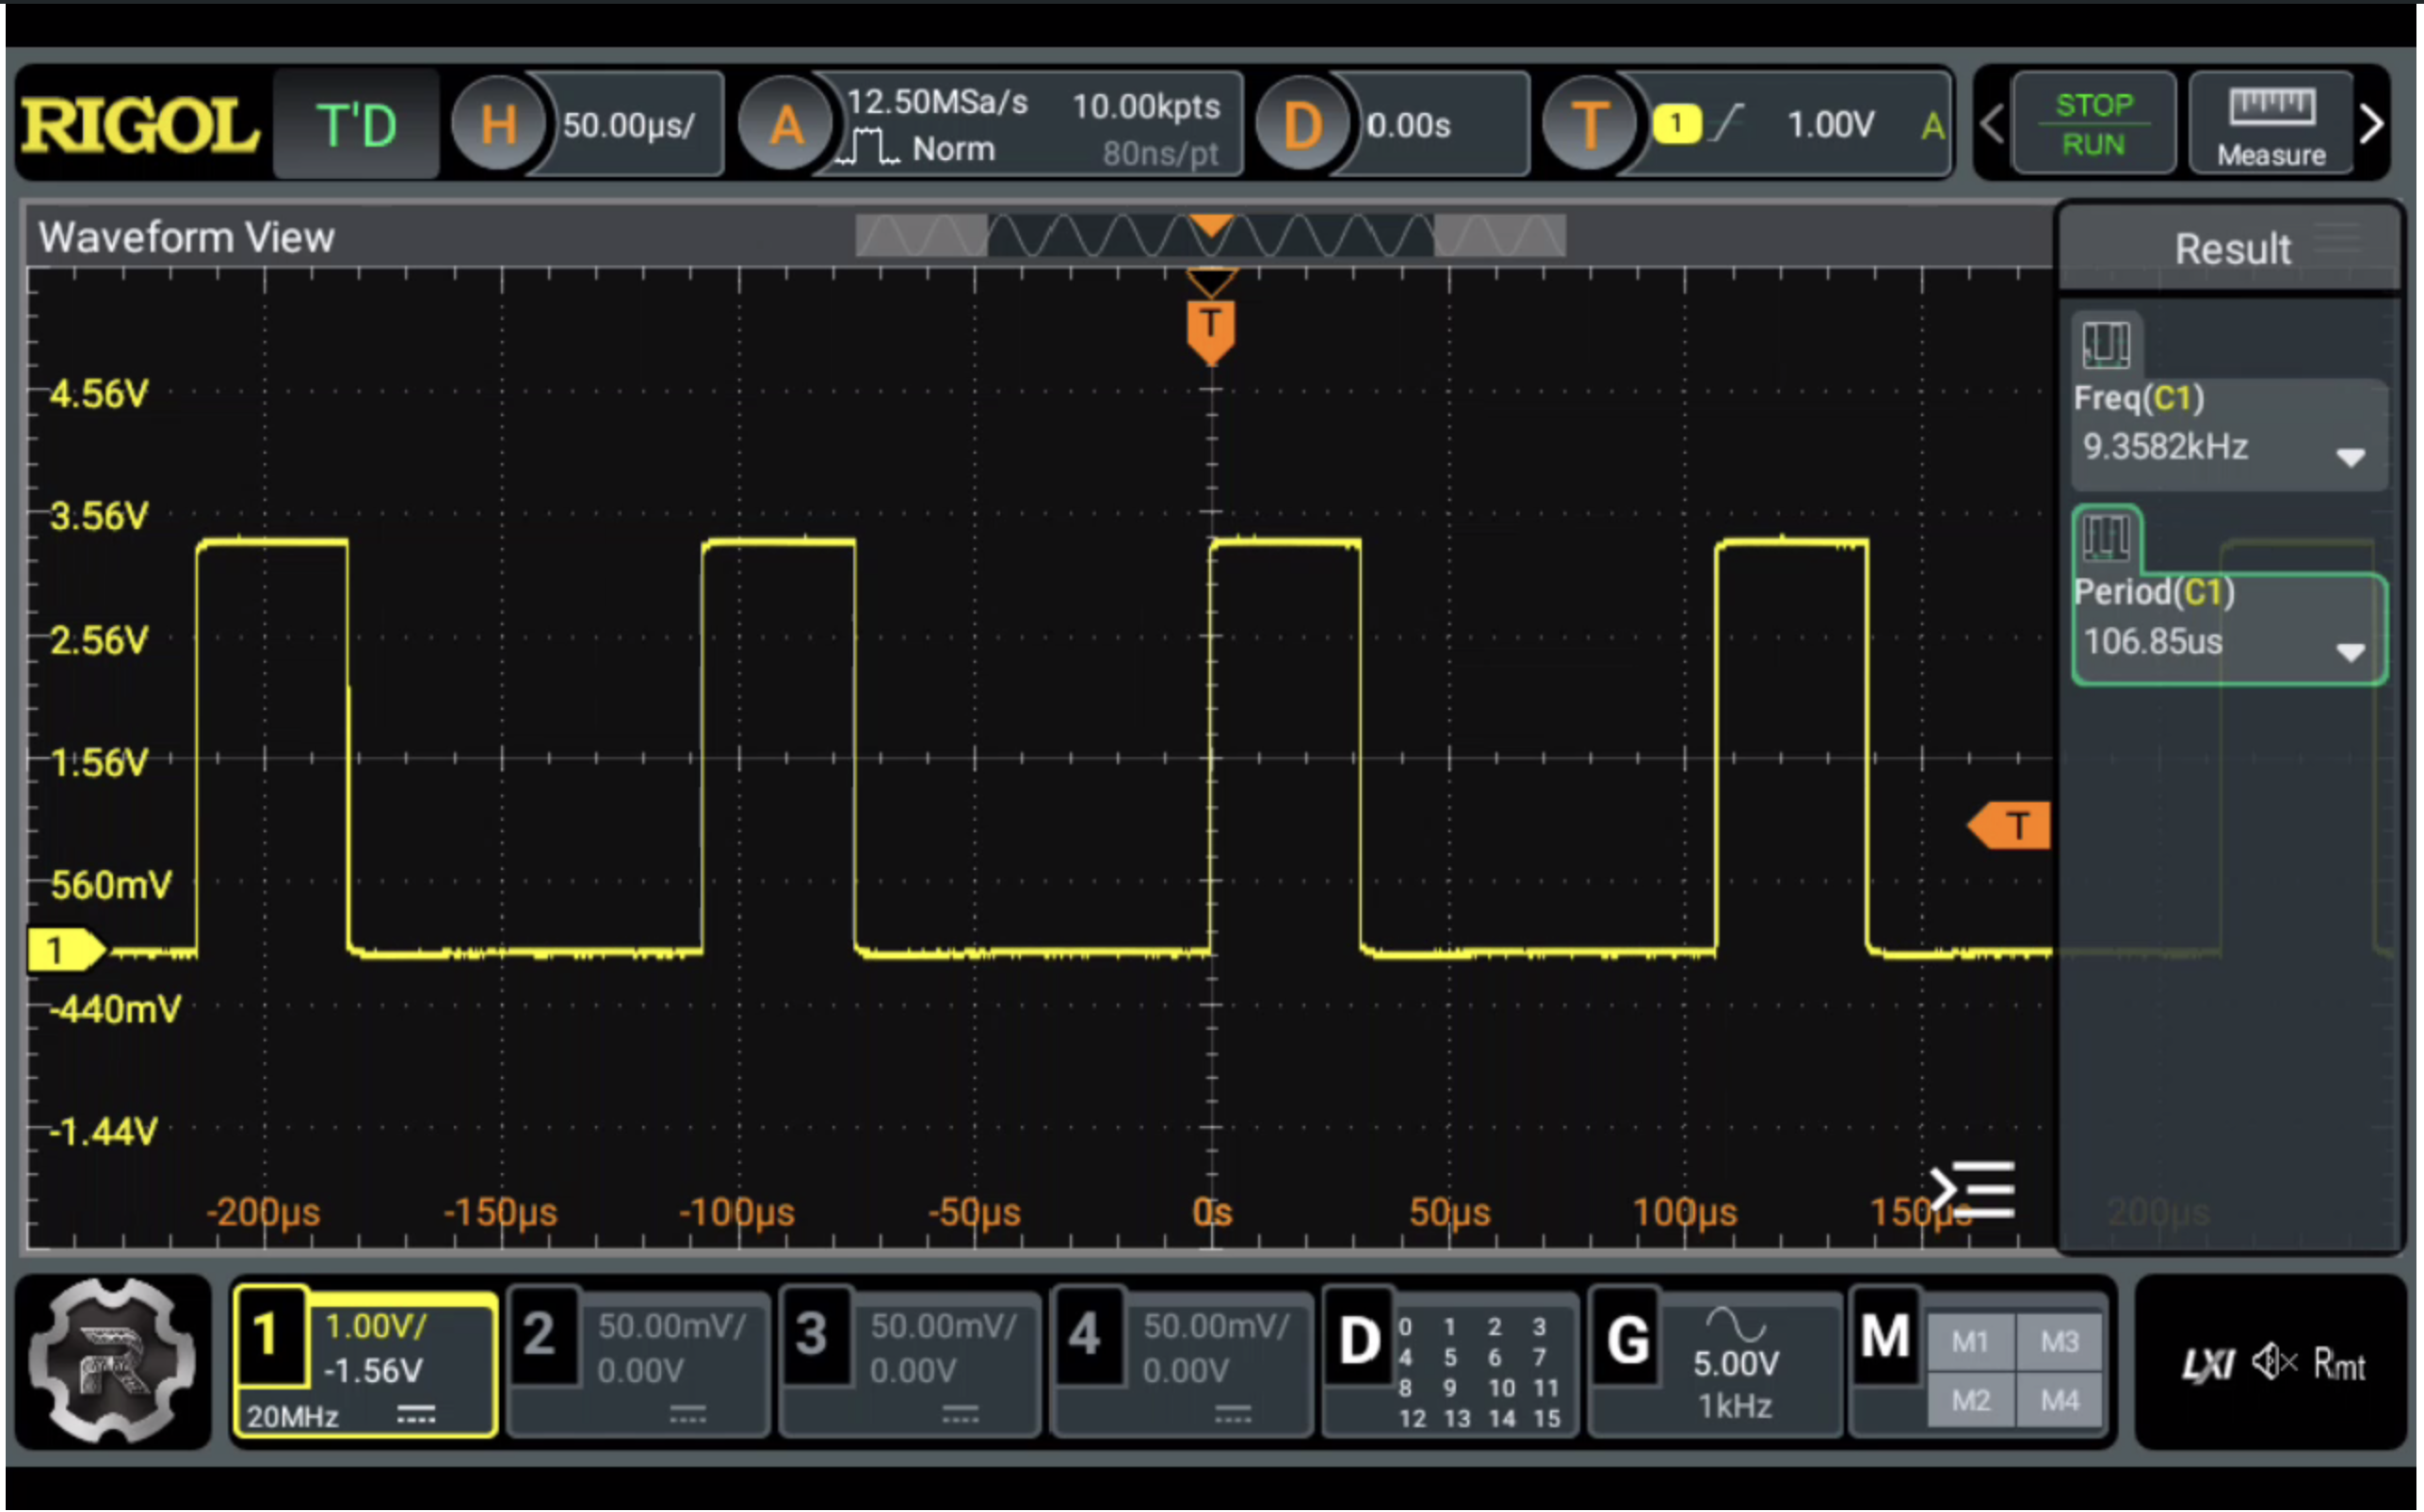 RIGOL T'D H 50.00µs/ A 12.50MSa/s 10.00kpts D 0.00s T 1 1.00V A STOP
Norm 80ns/pt RUN Measure
Waveform View
Result
T
4.56V
Freq(C1)
9.3582kHz
3.56V
Period(C1)
2.56V
106.85us
1.56V
T
560mV
1
-440mV
-1.44V
-200µs -150µs -100µs -50µs 0s 50µs 100µs 150µs 200µs
1 1.00V/ 2 50.00mV/ 3 50.00mV/ 4 50.00mV/ D 0 1 2 3 G M M1 M3
-1.56V 0.00V 0.00V 0.00V 4 5 6 7 5.00V LXI Rmt
R 8 9 10 11 1kHz M2 M4
20MHz 12 13 14 15